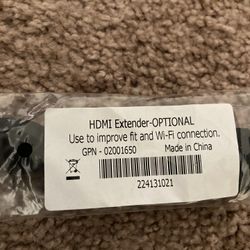 HDMI Extender-OPTIONAL
Use to improve fit and Wi-Fi connection.
GPN - 02001650 Made in China
224131021